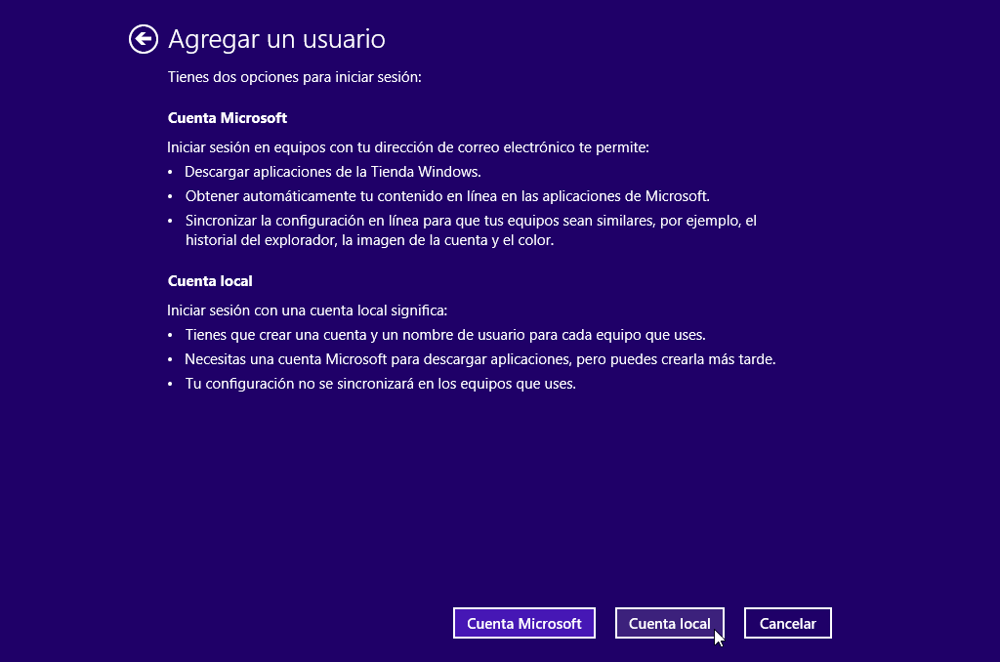 Agregar un usuario
Tienes dos opciones para iniciar sesión:
Cuenta Microsoft
Iniciar sesión en equipos con tu dirección de correo electrónico te permite:
• Descargar aplicaciones de la Tienda Windows.
• Obtener automáticamente tu contenido en línea en las aplicaciones de Microsoft.
• Sincronizar la configuración en línea para que tus equipos sean similares, por ejemplo, el
historial del explorador, la imagen de la cuenta y el color.
Cuenta local
Iniciar sesión con una cuenta local significa:
• Tienes que crear una cuenta y un nombre de usuario para cada equipo que uses.
• Necesitas una cuenta Microsoft para descargar aplicaciones, pero puedes crearla más tarde.
• Tu configuración no se sincronizará en los equipos que uses.
Cuenta Microsoft Cuenta local Cancelar